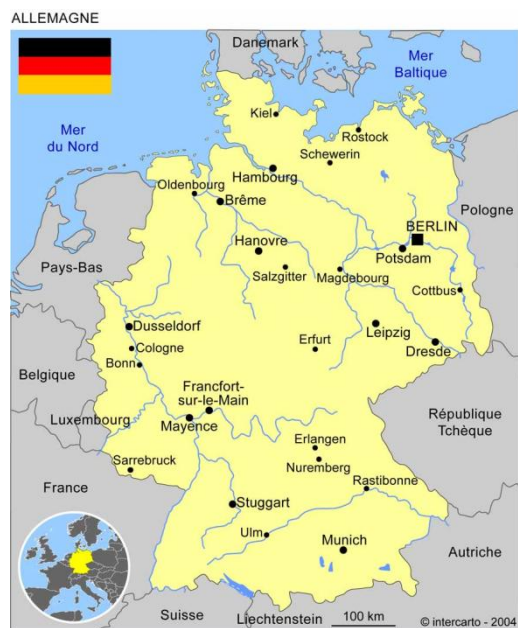 ALLEMAGNE
Danemark
Mer
Baltique
Mer
du Nord
Kiel
Rostock
Schewerin
Hambourg
Oldenbourg
Brême
Pologne
BERLIN
Hanovre
Potsdam
Pays-Bas
Salzgitter
Magdebourg
Cottbus
Dusseldorf
Leipzig
Cologne
Erfurt
Dresde
Bonn
Belgique
Francfort-
sur-le-Main
Luxembourg
Mayence
République
Tchèque
Erlangen
Nuremberg
Sarrebruck
Rastibonne
France
Stuggart
Ulm
Munich
Autriche
Suisse
Liechtenstein
100 km
© intercarto - 2004